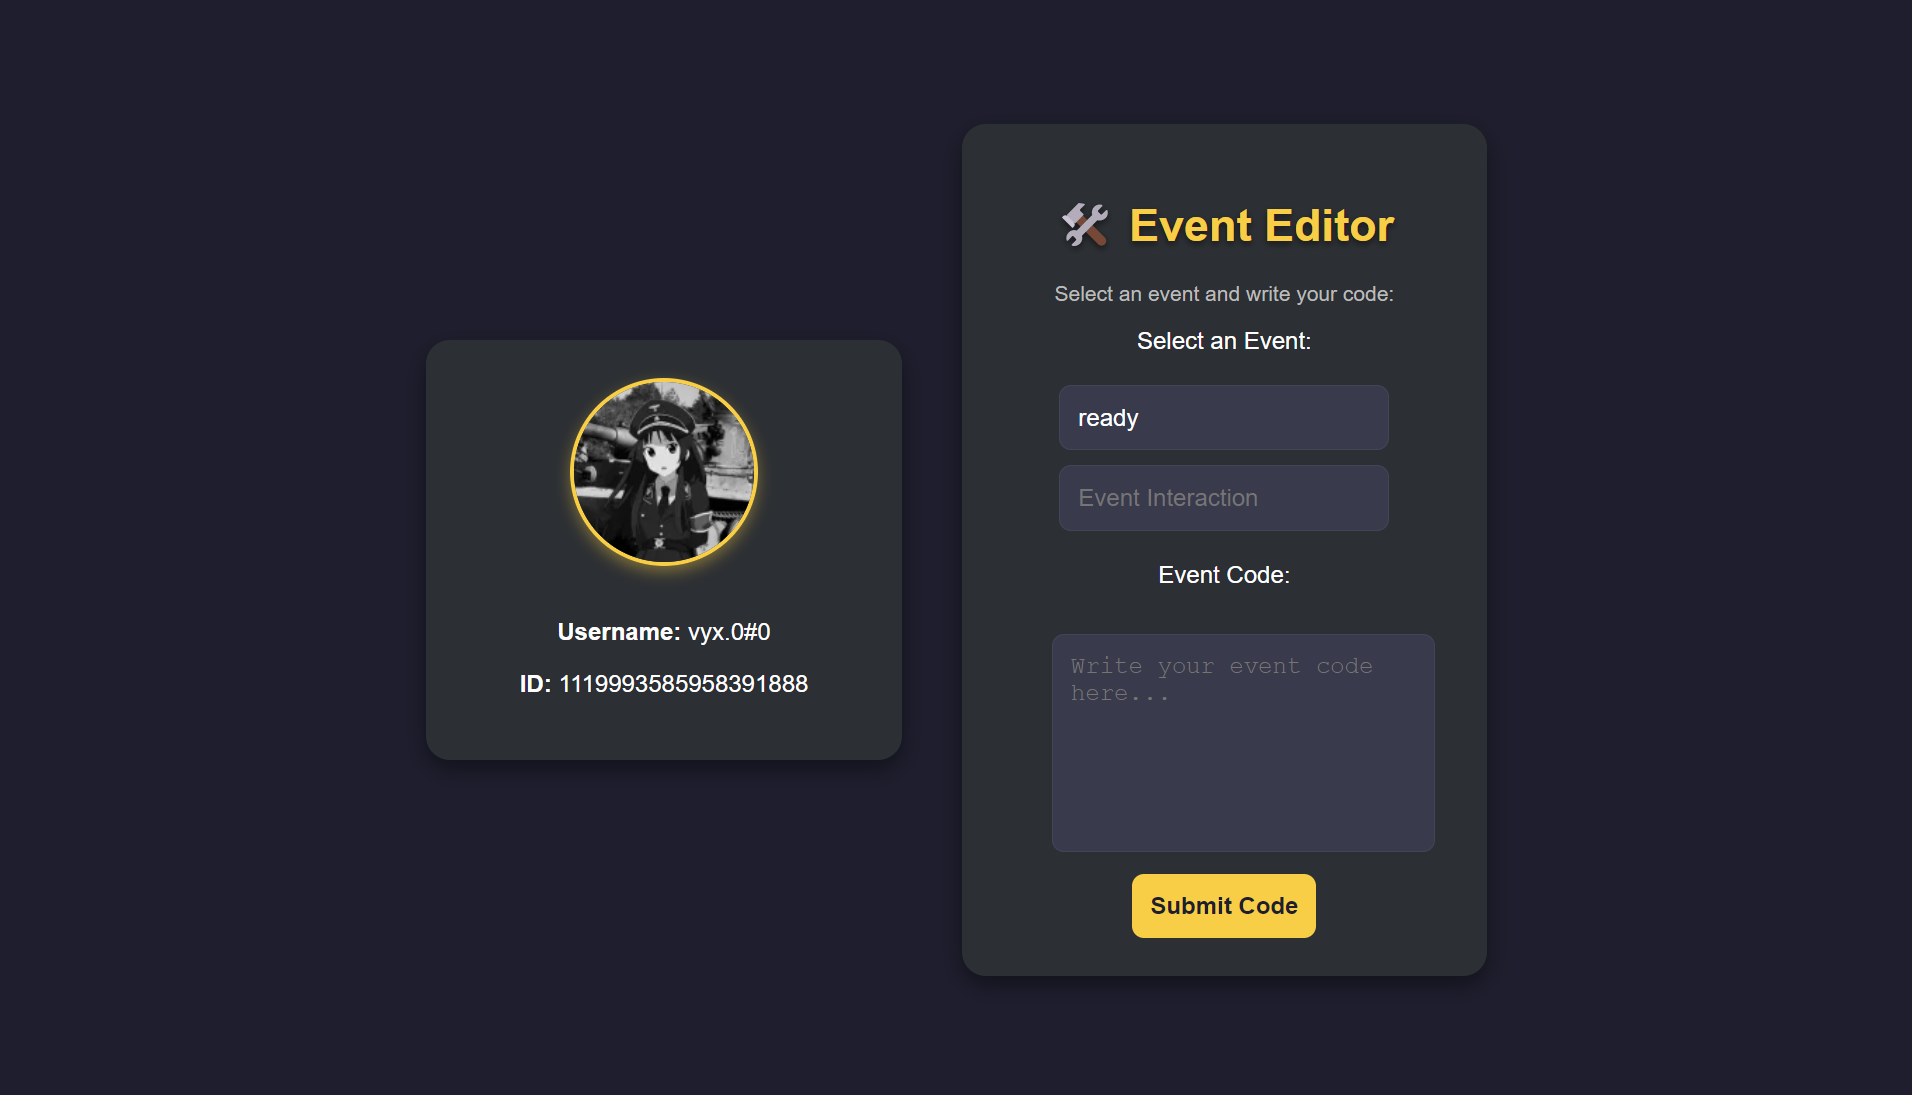 Username: vyx.0#0
ID: 1119993585958391888
🛠️ Event Editor
Select an event and write your code:
Select an Event:
ready
Event Interaction
Event Code:
Write your event code
here...
Submit Code